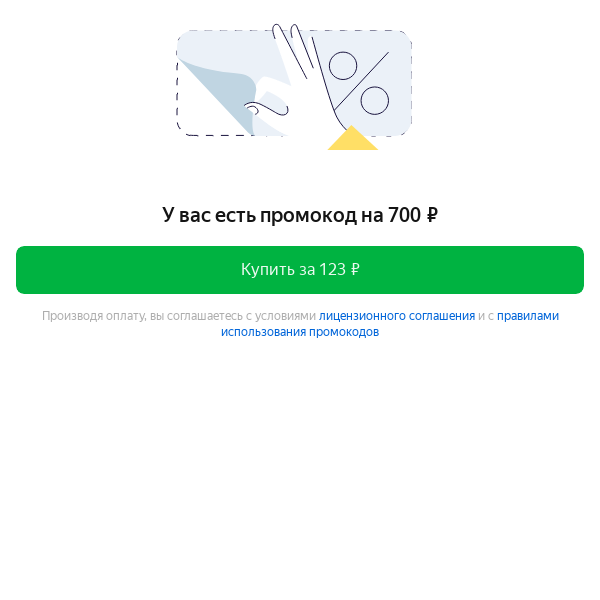 У вас есть промокод на 700 ₽
Купить за 123 ₽
Производя оплату, вы соглашаетесь с условиями лицензионного соглашения и с правилами
использования промокодов